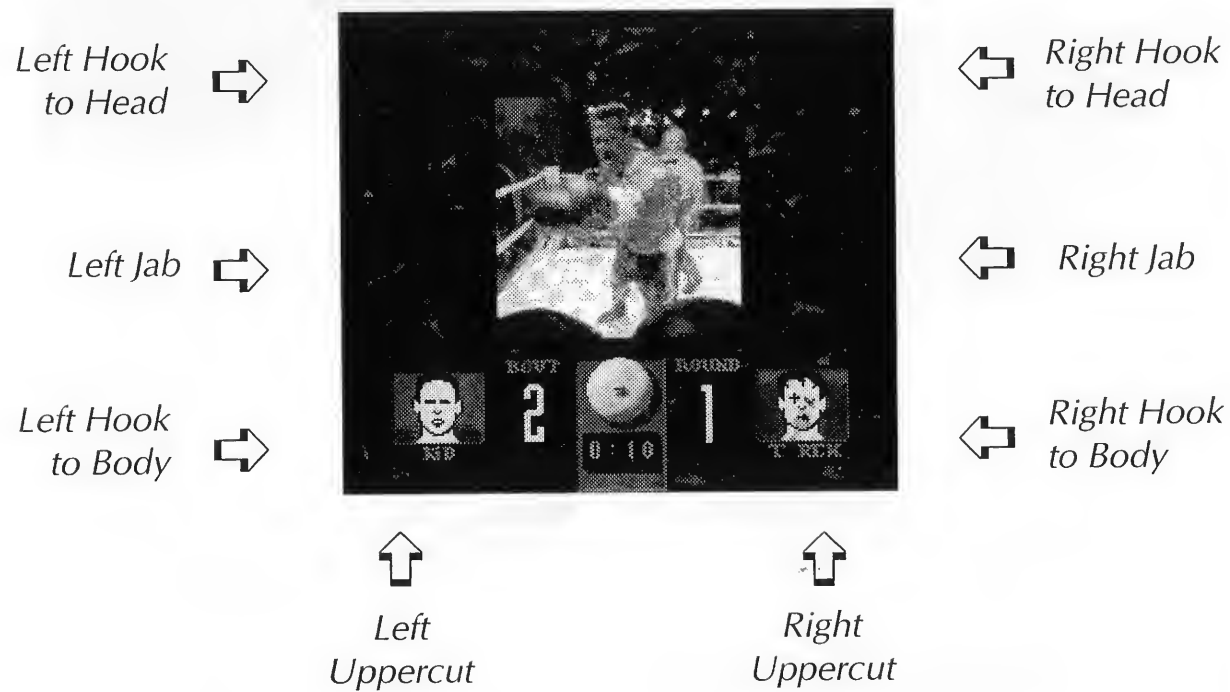 Left Hook
to Head
Right Hook
to Head
Left Jab
Right Jab
BOUT
2
ROUND
1
0:10
Left Hook
to Body
Right Hook
to Body
Left
Uppercut
Right
Uppercut